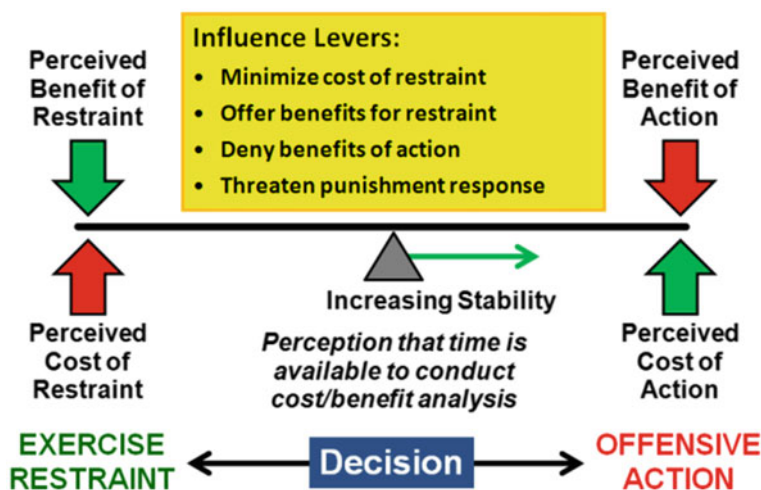 Influence Levers:
• Minimize cost of restraint
• Offer benefits for restraint
• Deny benefits of action
• Threaten punishment response
Perceived
Benefit of
Restraint
Perceived
Benefit of
Action
Increasing Stability
Perception that time is
available to conduct
cost/benefit analysis
Perceived
Cost of
Restraint
Perceived
Cost of
Action
EXERCISE
RESTRAINT
Decision
OFFENSIVE
ACTION